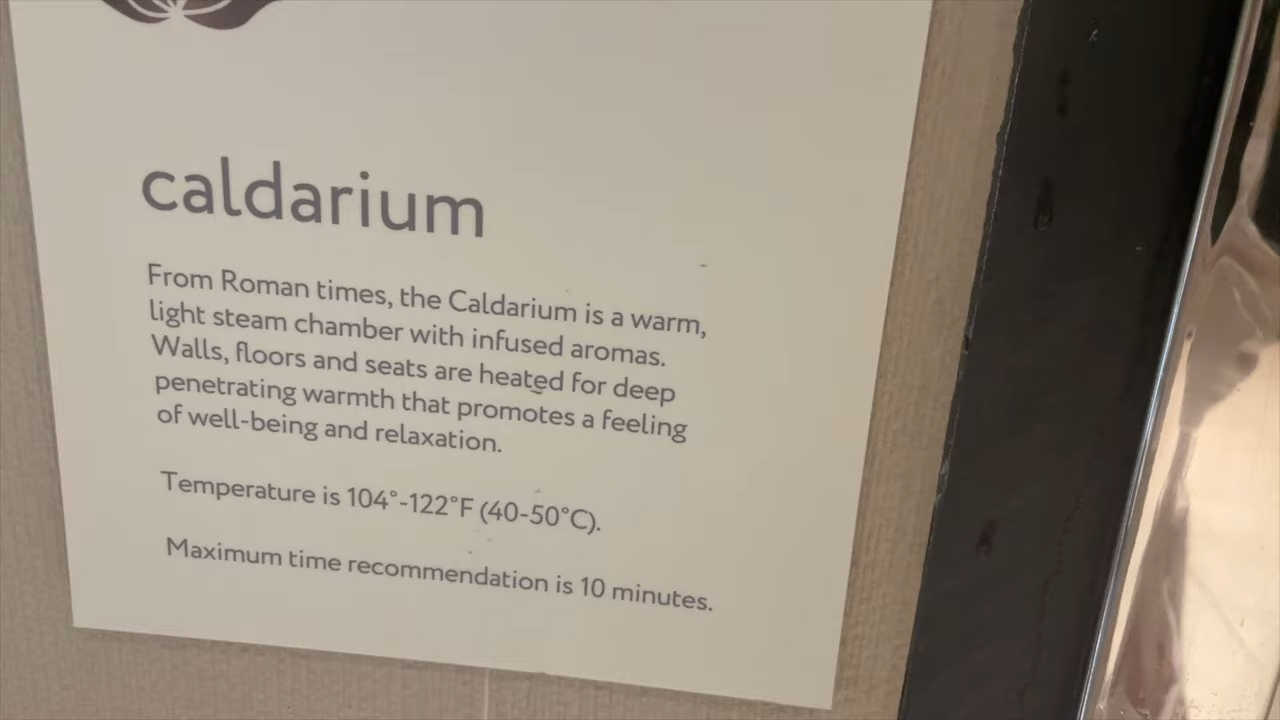 caldarium
From Roman times, the Caldarium is a warm,
light steam chamber with infused aromas.
Walls, floors and seats are heated for deep
penetrating warmth that promotes a feeling
of well-being and relaxation.
Temperature is 104°-122°F (40-50°C).
Maximum time recommendation is 10 minutes.